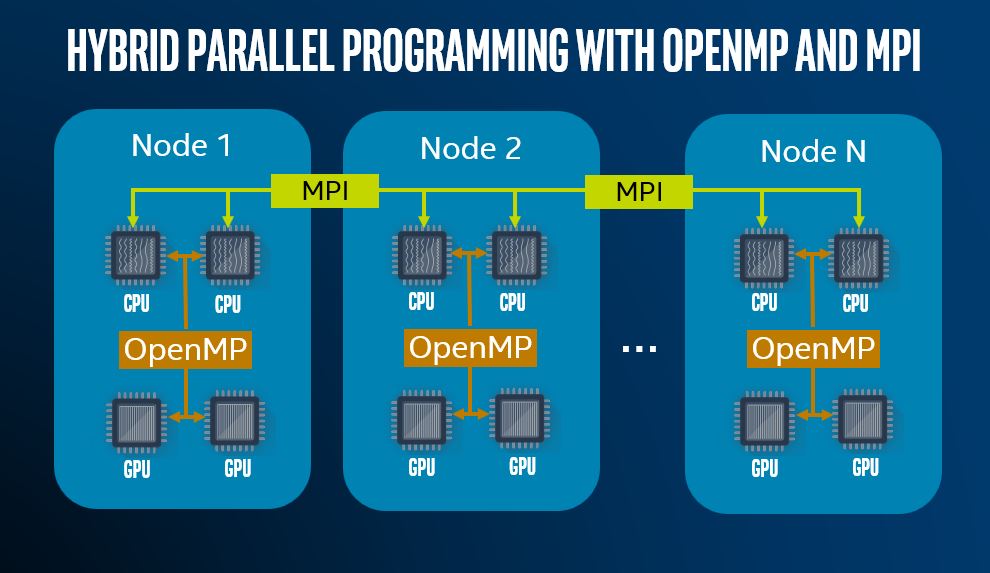 HYBRID PARALLEL PROGRAMMING WITH OPENMP AND MPI
Node 1
Node 2
Node N
MPI
MPI
CPU
CPU
CPU
CPU
CPU
CPU
OpenMP
OpenMP
...
OpenMP
GPU
GPU
GPU
GPU
GPU
GPU